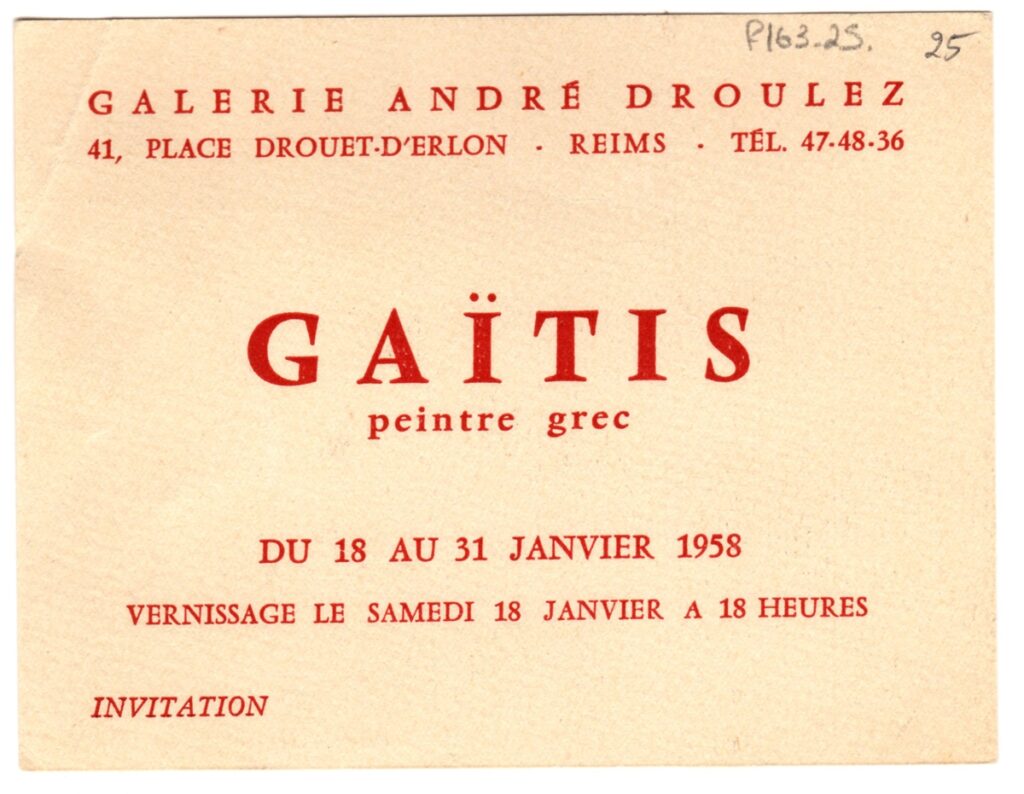 P163-25. 25
GALERIE ANDRÉ DROULEZ
41, PLACE DROUET-D'ERLON · REIMS · TÉL. 47-48-36
GAÏTIS
peintre grec
DU 18 AU 31 JANVIER 1958
VERNISSAGE LE SAMEDI 18 JANVIER A 18 HEURES
INVITATION